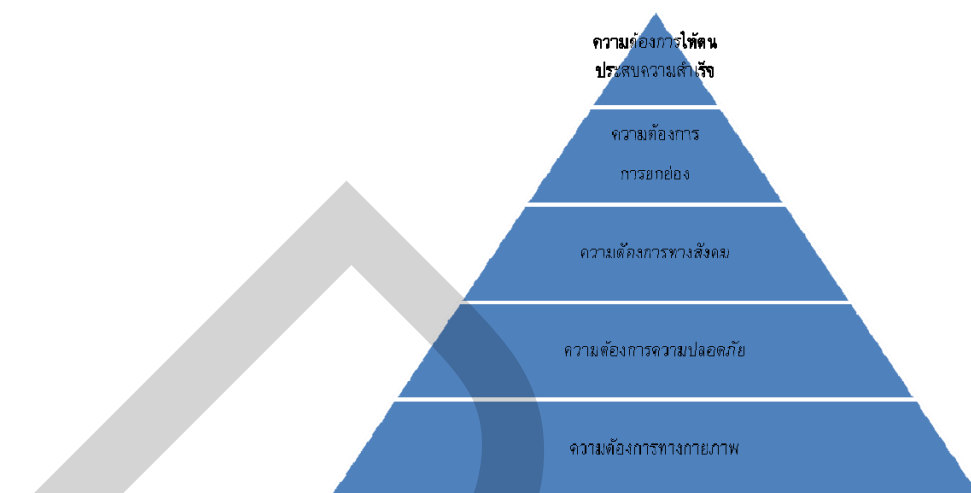 ความต้องการให้ตน
ประสบความสำเร็จ
ความต้องการ
การยกย่อง
ความต้องการทางสังคม
ความต้องการความปลอดภัย
ความต้องการทางกายภาพ